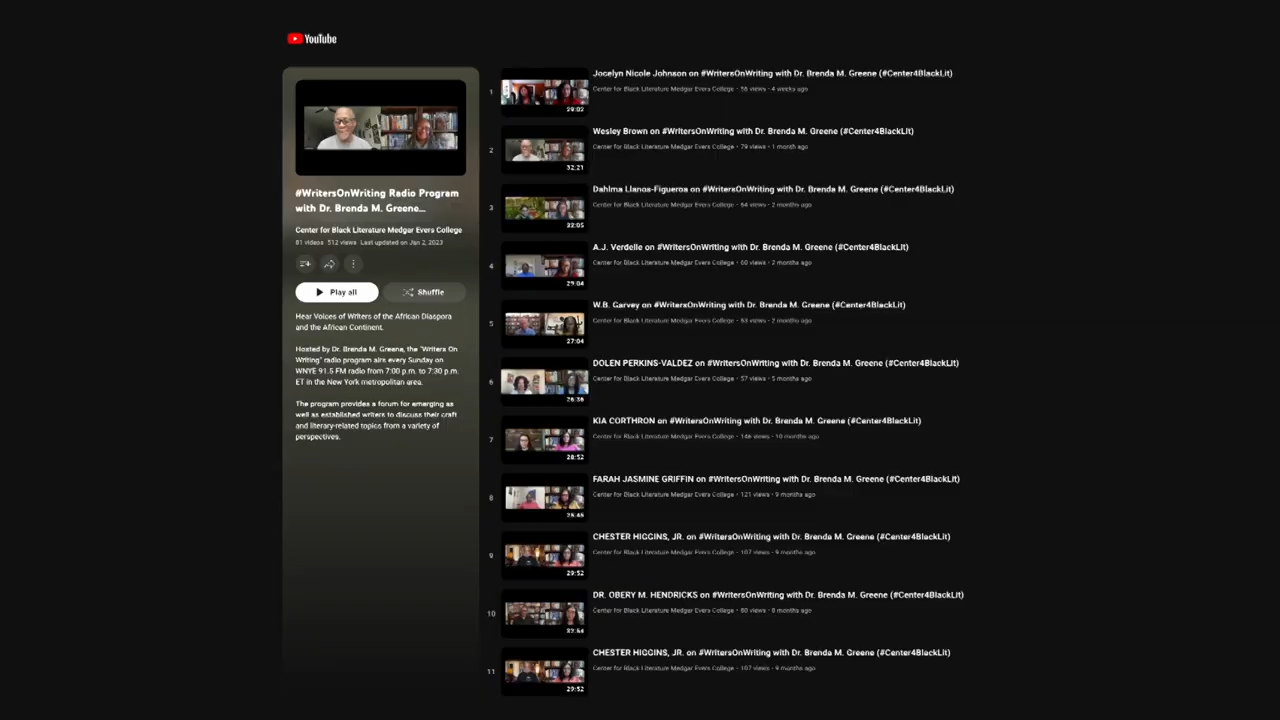 YouTube
#WritersOnWriting Radio Program
with Dr. Brenda M. Greene...
Center for Black Literature Medgar Evers College
81 videos 512 views Last updated on Jan 2, 2023
Play all
Shuffle
Hear Voices of Writers of the African Diaspora
and the African Continent.
Hosted by Dr. Brenda M. Greene, the "Writers On
Writing" radio program airs every Sunday on
WNYE 91.5 FM radio from 7:00 p.m. to 7:30 p.m.
ET in the New York metropolitan area.
The program provides a forum for emerging as
well as established writers to discuss their craft
and literary-related topics from a variety of
perspectives.
1
29:02
Jocelyn Nicole Johnson on #WritersOnWriting with Dr. Brenda M. Greene (#Center4BlackLit)
Center for Black Literature Medgar Evers College • 56 views • 4 weeks ago
2
32:21
Wesley Brown on #WritersOnWriting with Dr. Brenda M. Greene (#Center4BlackLit)
Center for Black Literature Medgar Evers College • 79 views • 1 month ago
3
32:05
Dahlma Llanos-Figueroa on #WritersOnWriting with Dr. Brenda M. Greene (#Center4BlackLit)
Center for Black Literature Medgar Evers College • 64 views • 2 months ago
4
29:04
A.J. Verdelle on #WritersOnWriting with Dr. Brenda M. Greene (#Center4BlackLit)
Center for Black Literature Medgar Evers College • 60 views • 2 months ago
5
27:04
W.B. Garvey on #WritersOnWriting with Dr. Brenda M. Greene (#Center4BlackLit)
Center for Black Literature Medgar Evers College • 53 views • 2 months ago
6
26:36
DOLEN PERKINS-VALDEZ on #WritersOnWriting with Dr. Brenda M. Greene (#Center4BlackLit)
Center for Black Literature Medgar Evers College • 57 views • 5 months ago
7
28:52
KIA CORTHRON on #WritersOnWriting with Dr. Brenda M. Greene (#Center4BlackLit)
Center for Black Literature Medgar Evers College • 146 views • 10 months ago
8
FARAH JASMINE GRIFFIN on #WritersOnWriting with Dr. Brenda M. Greene (#Center4BlackLit)
Center for Black Literature Medgar Evers College • 121 views • 9 months ago
9
29:52
CHESTER HIGGINS, JR. on #WritersOnWriting with Dr. Brenda M. Greene (#Center4BlackLit)
Center for Black Literature Medgar Evers College • 107 views • 9 months ago
10
DR. OBERY M. HENDRICKS on #WritersOnWriting with Dr. Brenda M. Greene (#Center4BlackLit)
Center for Black Literature Medgar Evers College • 80 views • 8 months ago
11
29:52
CHESTER HIGGINS, JR. on #WritersOnWriting with Dr. Brenda M. Greene (#Center4BlackLit)
Center for Black Literature Medgar Evers College • 107 views • 9 months ago